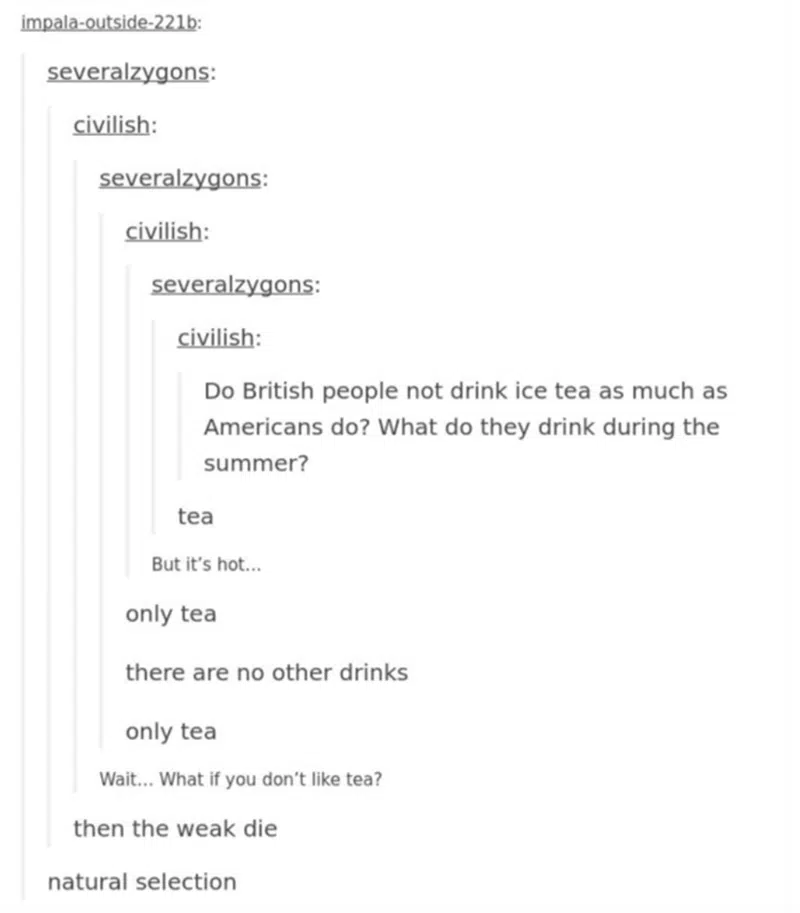 impala-outside-221b:
severalzygons:
civilish:
severalzygons:
civilish:
severalzygons:
civilish:
Do British people not drink ice tea as much as
Americans do? What do they drink during the
summer?
tea
But it's hot...
only tea
there are no other drinks
only tea
Wait... What if you don't like tea?
then the weak die
natural selection